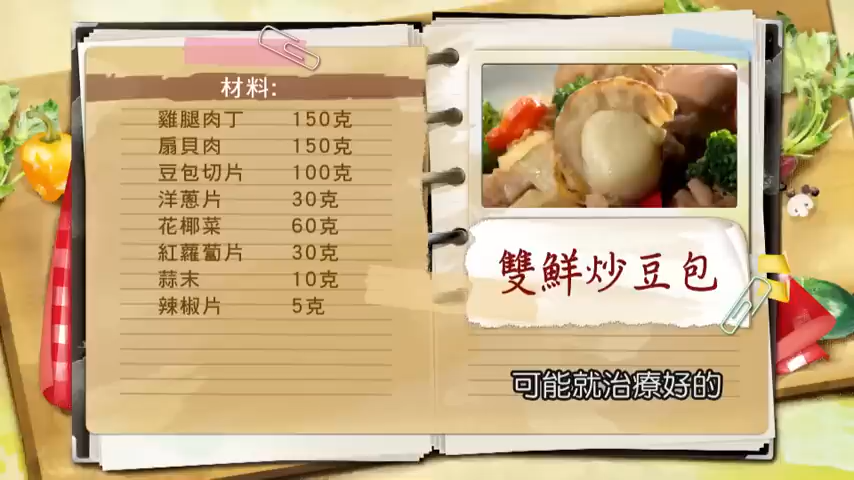 材料:
雞腿肉丁 150克
扇貝肉 150克
豆包切片 100克
洋蔥片 30克
花椰菜 60克
紅蘿蔔片 30克
蒜末 10克
辣椒片 5克
雙鮮炒豆包
可能就治療好的